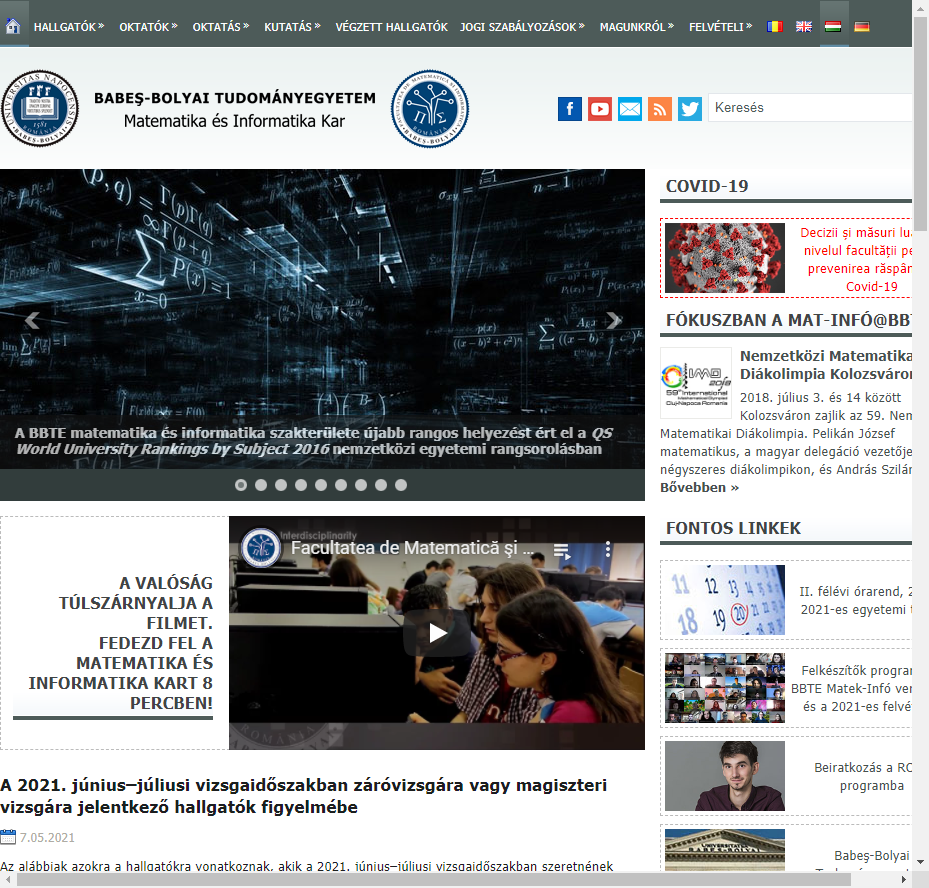 HALLGATÓK »
OKTATÓK »
OKTATÁS »
KUTATÁS »
VÉGZETT HALLGATÓK
JOGI SZABÁLYOZÁSOK »
MAGUNKRÓL »
FELVÉTELI »
BABEŞ-BOLYAI TUDOMÁNYEGYETEM
Matematika és Informatika Kar
Keresés
A BBTE matematika és informatika szakterülete újabb rangos helyezést ért el a QS
World University Rankings by Subject 2016 nemzetközi egyetemi rangsorolásban
A VALÓSÁG
TÚLSZÁRNYALJA A
FILMET.
FEDEZD FEL A
MATEMATIKA ÉS
INFORMATIKA KART 8
PERCBEN!
Interdisciplinarity
Facultatea de Matematică şi ...
A 2021. június–júliusi vizsgaidőszakban záróvizsgára vagy magiszteri
vizsgára jelentkező hallgatók figyelmébe
7.05.2021
Az alábbiak azokra a hallgatókra vonatkoznak, akik a 2021. június–júliusi vizsgaidőszakban szeretnének
COVID-19
Decizii şi măsuri
nivelul facultăţii
prevenirea
Covid-19
FÓKUSZBAN A MAT-INFÓ@BBT
Nemzetközi Matematika
Diákolimpia Kolozsváron
2018. július 3. és 14 között
Kolozsváron zajlik az 59. Nem
Matematikai Diákolimpia. Pelikán József
matematikus, a magyar delegáció vezetője
négyszeres diákolimpikon, és András Szilár
Bővebben »
FONTOS LINKEK
II. félévi órarend, 2
2021-es egyetemi
Felkészítők
BBTE Matek-Infó
és a 2021-es
Beiratkozás a
programba
Babeş-Bolyai